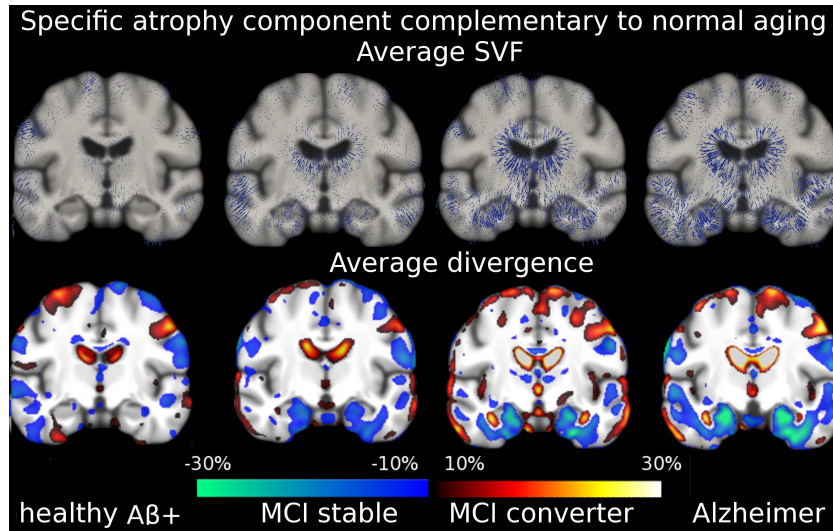 Specific atrophy component complementary to normal aging
Average SVF
Average divergence
-30% -10% 10% 30%
healthy Aβ+ MCI stable MCI converter Alzheimer